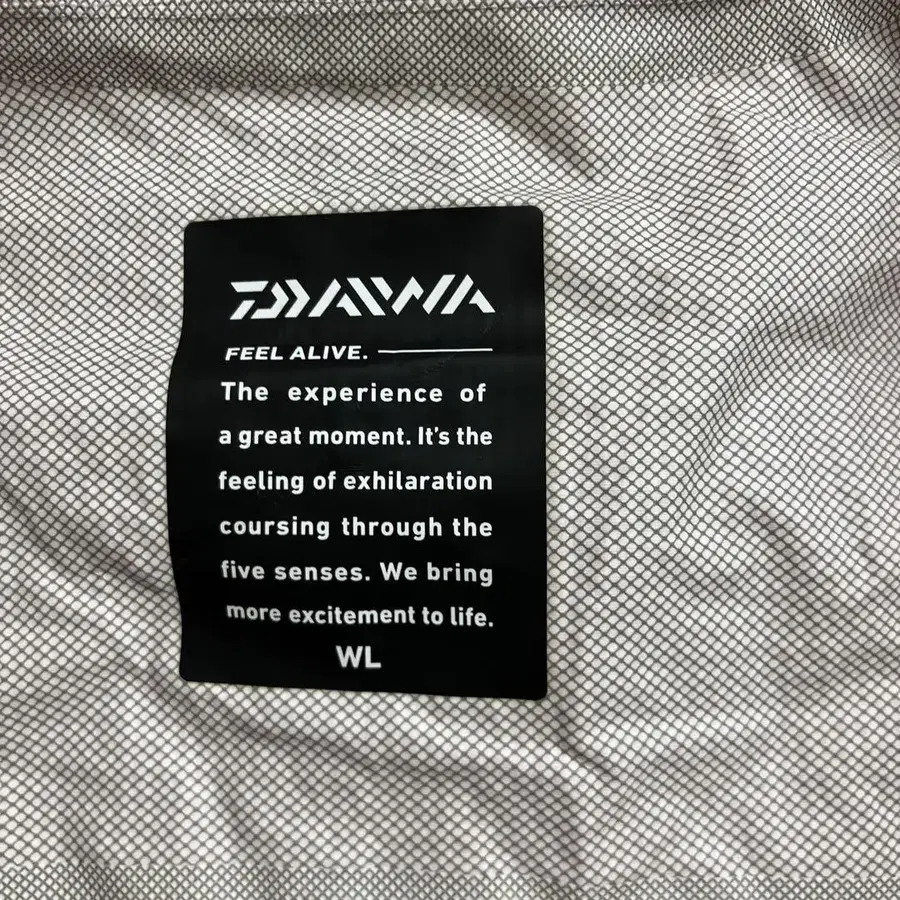 DAIWA
FEEL ALIVE.
The experience of
a great moment. It's the
feeling of exhilaration
coursing through the
five senses. We bring
more excitement to life.
WL